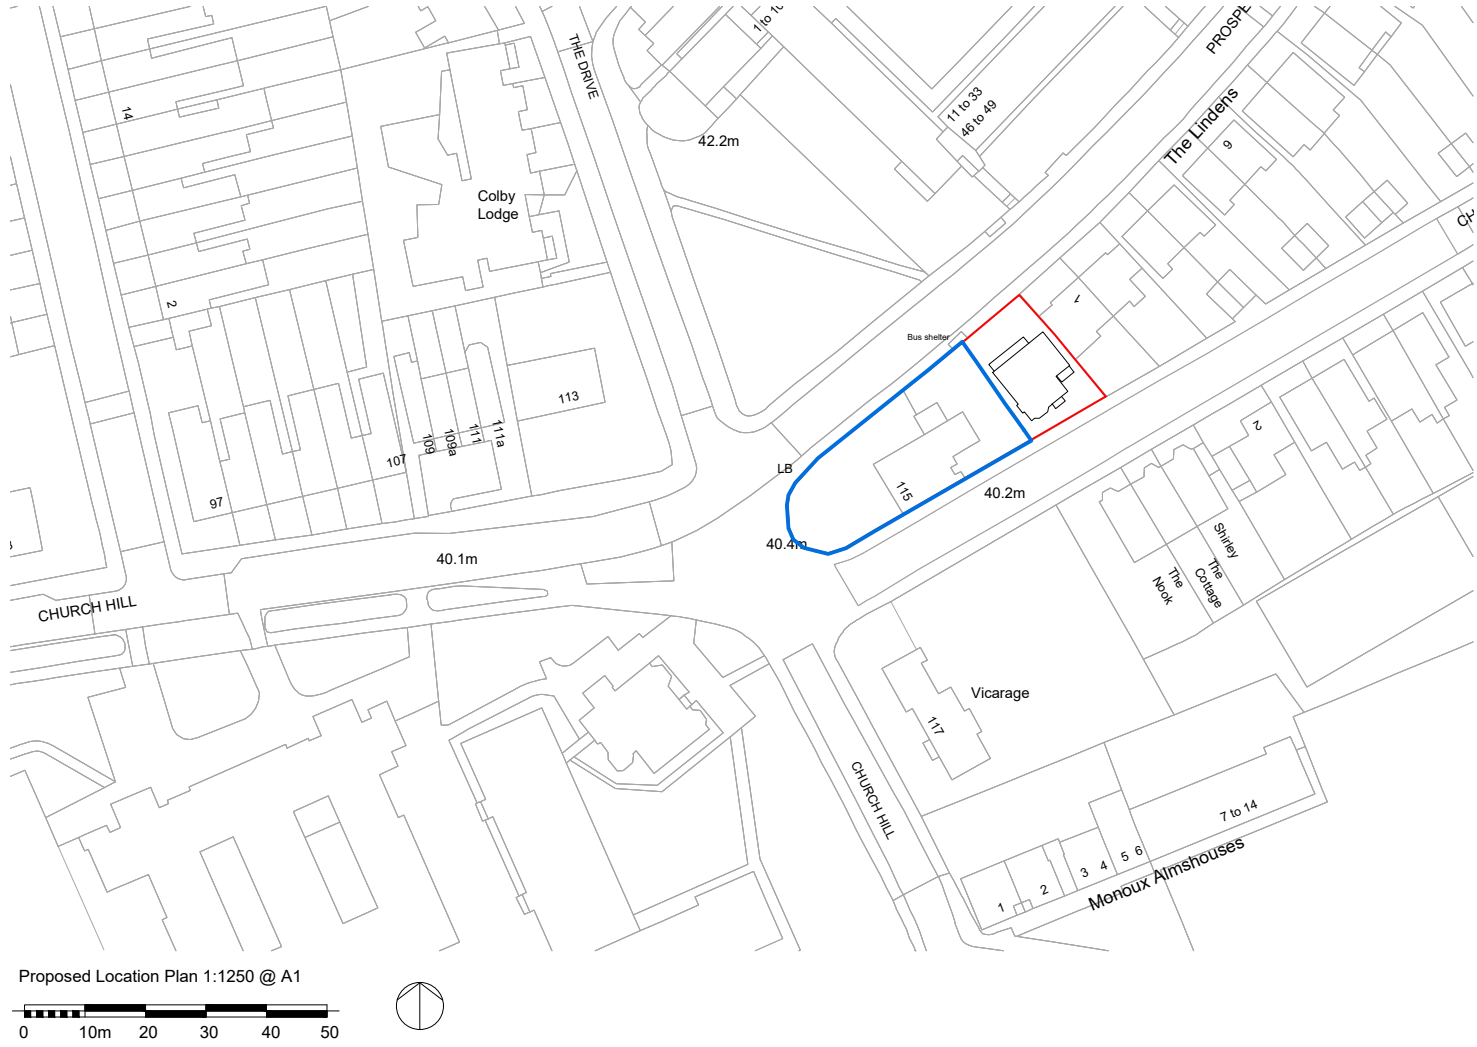 1 to 10
PROSPE
THE DRIVE
14
11 to 33
46 to 49
The Lindens
42.2m
9
Colby
Lodge
CH
2
1
Bus shelter
113
109
109a
111
111a
107
97
LB
115
40.2m
2
40.4m
40.1m
Shirley
The
Cottage
The
Nook
CHURCH HILL
Vicarage
117
CHURCH HILL
7 to 14
1
2
3
4
5
6
Monoux Almshouses
Proposed Location Plan 1:1250 @ A1
0 10m 20 30 40 50